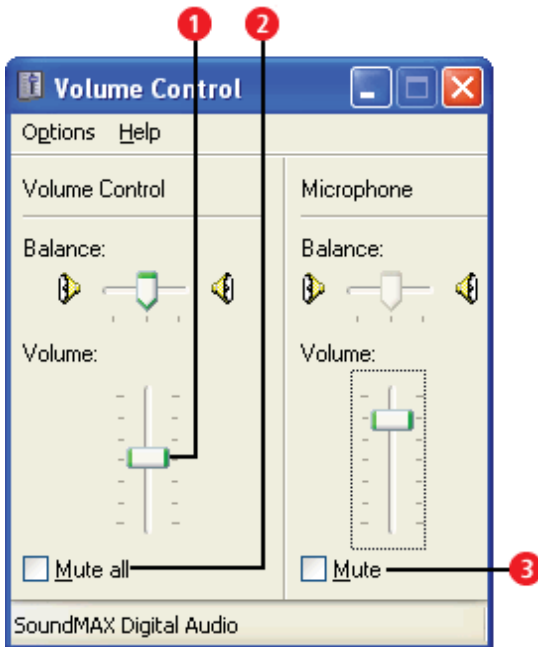 1 2
Volume Control
Options Help
Volume Control
Balance:
Volume:
Mute all
Microphone
Balance:
Volume:
Mute
3
SoundMAX Digital Audio